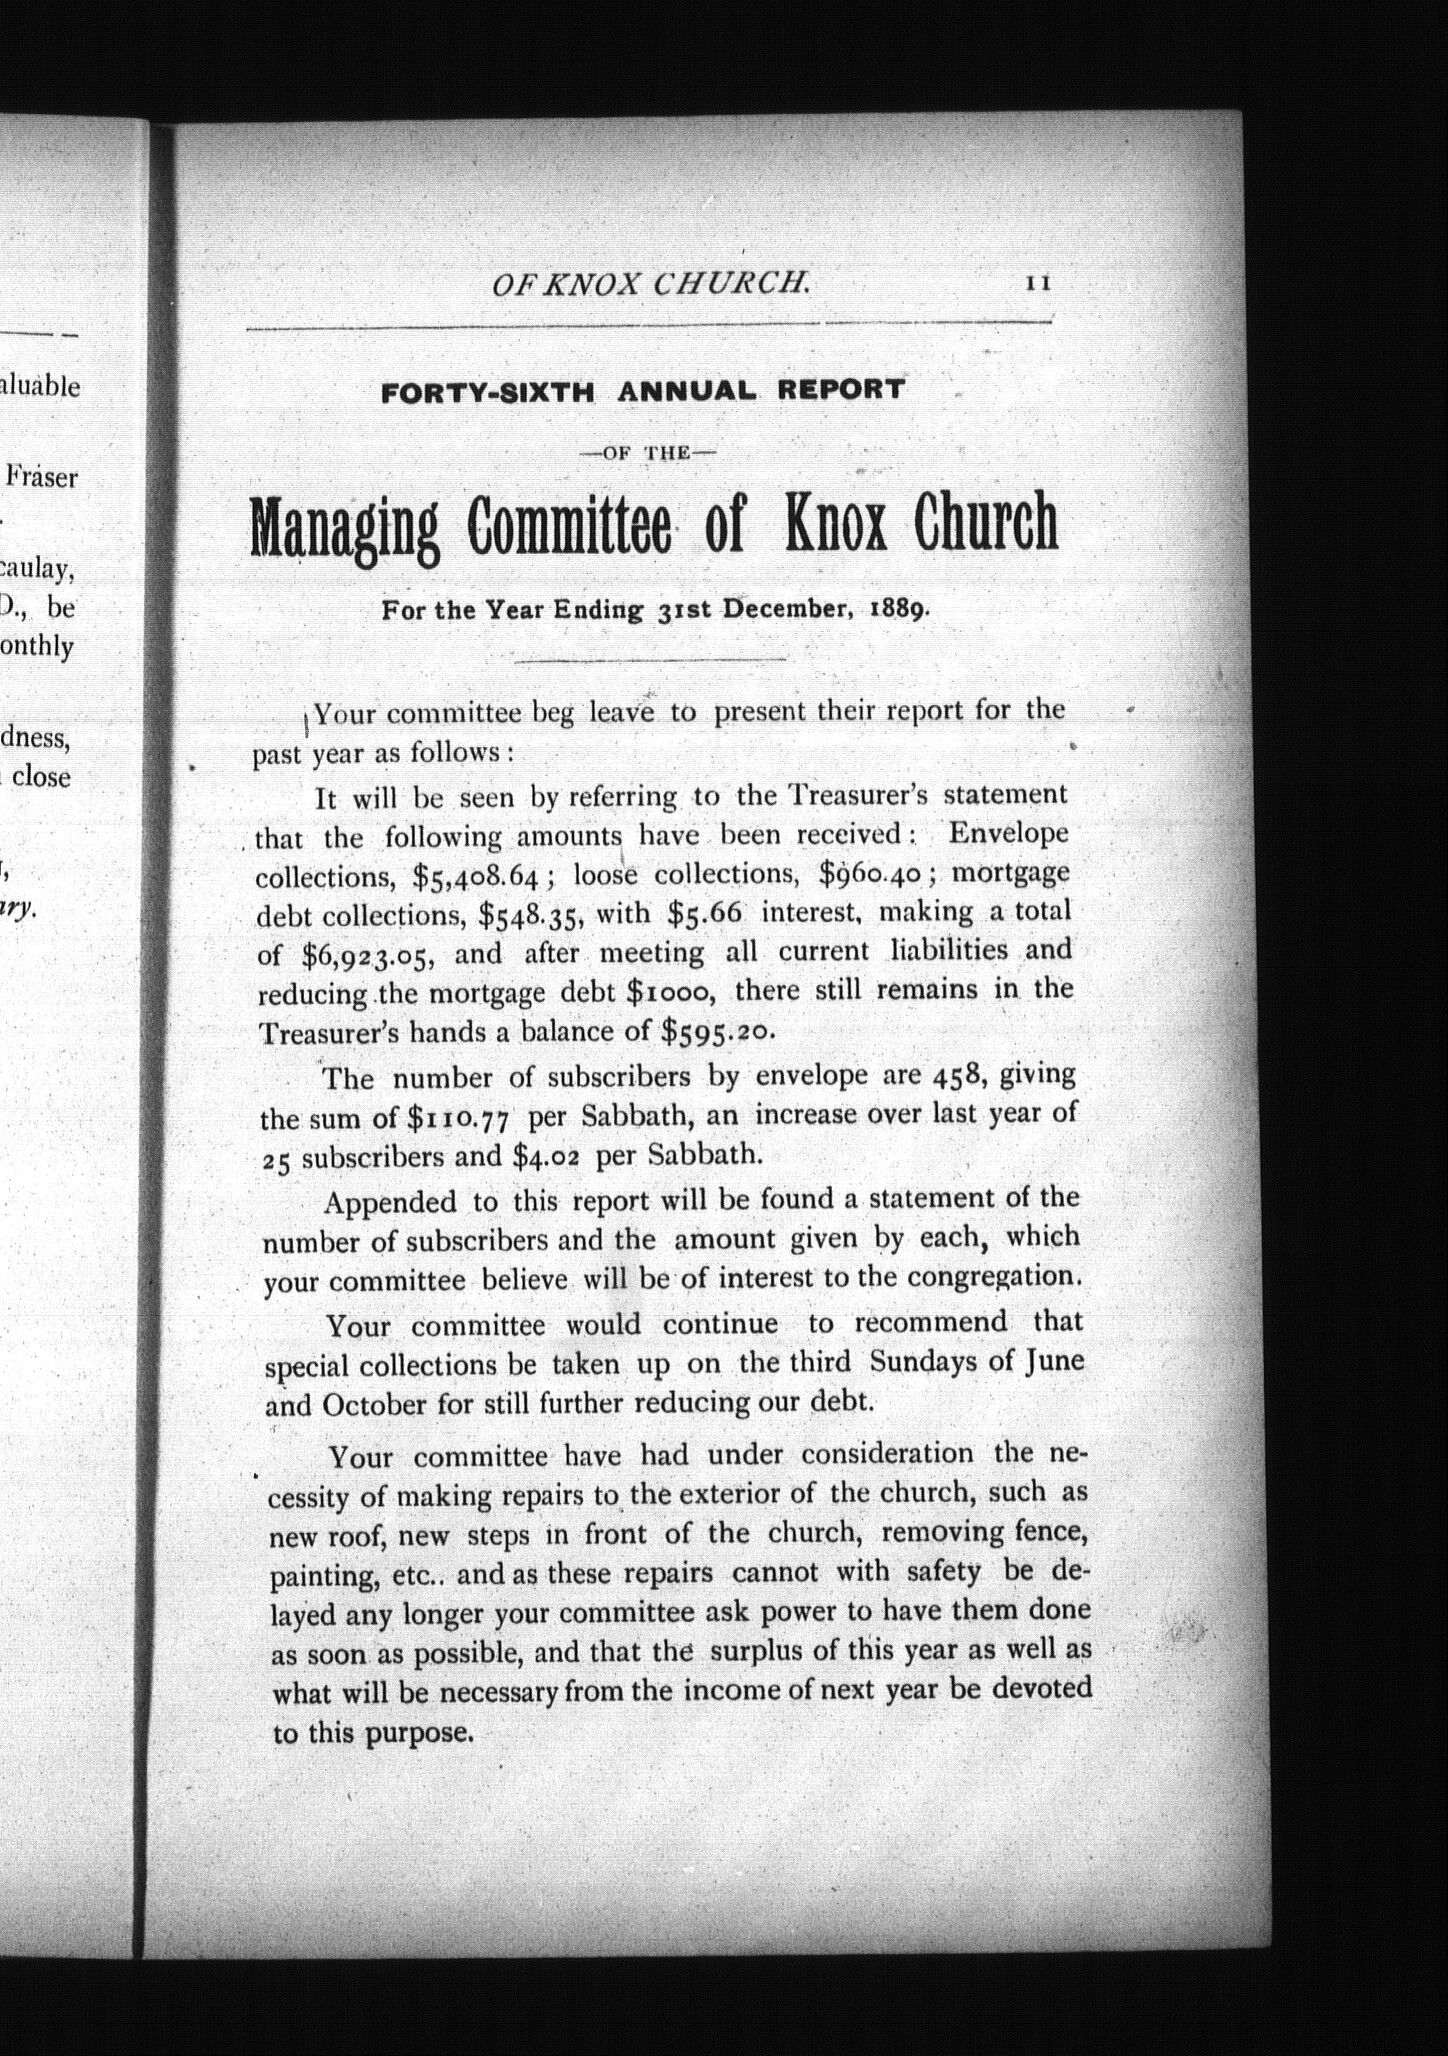 aluable
Fraser
caulay,
D., be
onthly
dness,
close
ary.
OF KNOX CHURCH. 11
FORTY-SIXTH ANNUAL REPORT
—OF THE—
Managing Committee of Knox Church
For the Year Ending 31st December, 1889.
Your committee beg leave to present their report for the
past year as follows:
It will be seen by referring to the Treasurer's statement
that the following amounts have been received: Envelope
collections, $5,408.64; loose collections, $960.40; mortgage
debt collections, $548.35, with $5.66 interest, making a total
of $6,923.05, and after meeting all current liabilities and
reducing the mortgage debt $1000, there still remains in the
Treasurer's hands a balance of $595.20.
The number of subscribers by envelope are 458, giving
the sum of $110.77 per Sabbath, an increase over last year of
25 subscribers and $4.02 per Sabbath.
Appended to this report will be found a statement of the
number of subscribers and the amount given by each, which
your committee believe will be of interest to the congregation.
Your committee would continue to recommend that
special collections be taken up on the third Sundays of June
and October for still further reducing our debt.
Your committee have had under consideration the ne-
cessity of making repairs to the exterior of the church, such as
new roof, new steps in front of the church, removing fence,
painting, etc.. and as these repairs cannot with safety be de-
layed any longer your committee ask power to have them done
as soon as possible, and that the surplus of this year as well as
what will be necessary from the income of next year be devoted
to this purpose.